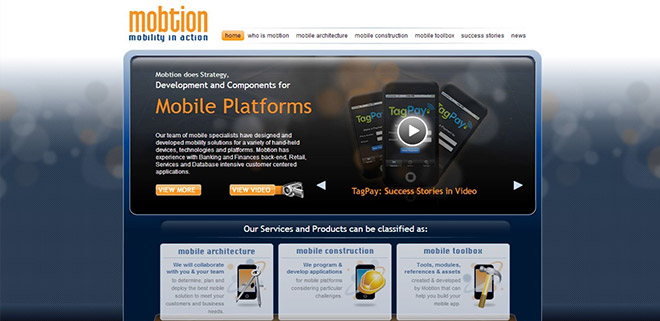 mobtion
mobility in action
home who is mobtion mobile architecture mobile construction mobile toolbox success stories news
Mobtion does Strategy,
Development and Components for
Mobile Platforms
Our team of mobile specialists have designed and
developed mobility solutions for a variety of hand-held
devices, technologies and platforms. Mobtion has
experience with Banking and Finances back-end, Retail,
Services and Database intensive customer centered
applications.
VIEW MORE VIEW VIDEO
TagPay
TagPay
TagPay
TagPay: Success Stories in Video
Our Services and Products can be classified as:
mobile architecture
We will collaborate
with you & your team
to determine, plan and
deploy the best mobile
solution to meet your
customers and business
needs.
mobile construction
We program &
develop applications
for mobile platforms
considering particular
challenges.
mobile toolbox
Tools, modules,
references & assets
created & developed
by Mobtion that can
help you build your
mobile app.